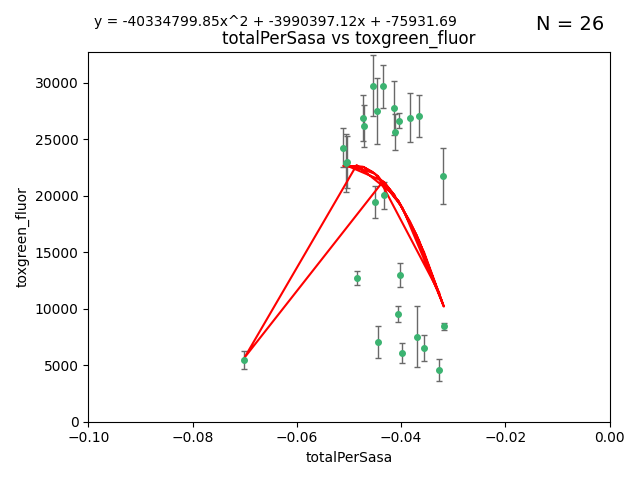 y = -40334799.85x^2 + -3990397.12x + -75931.69
N = 26
totalPerSasa vs toxgreen_fluor
30000
25000
20000
15000
10000
5000
0
toxgreen_fluor
−0.10 −0.08 −0.06 −0.04 −0.02 0.00
totalPerSasa